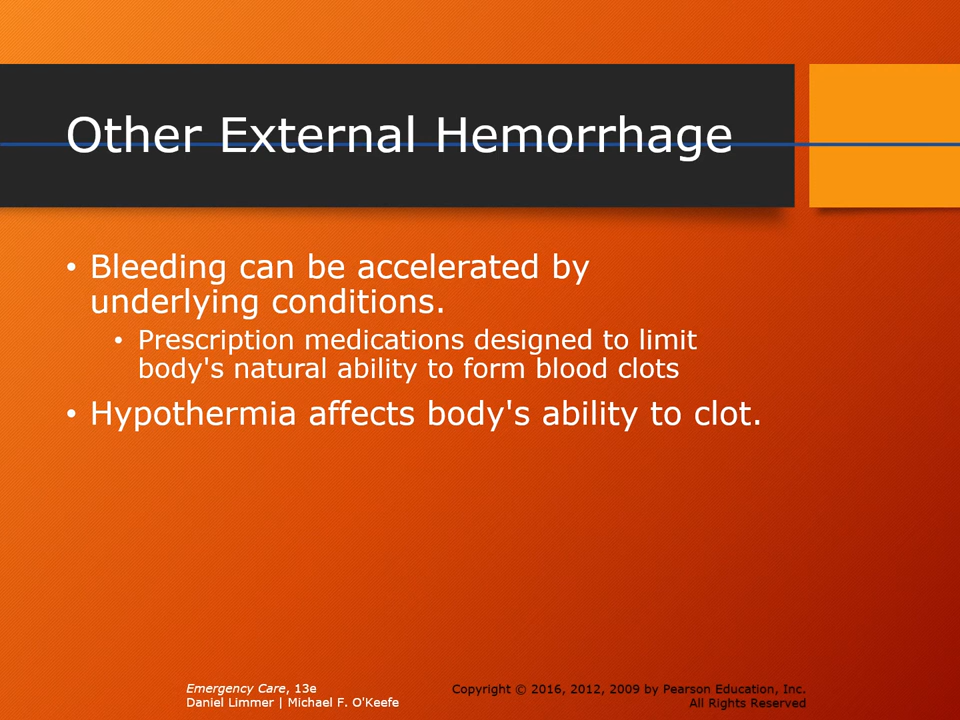 Other External Hemorrhage
• Bleeding can be accelerated by
underlying conditions.
• Prescription medications designed to limit
body's natural ability to form blood clots
• Hypothermia affects body's ability to clot.
Emergency Care, 13e
Daniel Limmer | Michael F. O'Keefe
Copyright © 2016, 2012, 2009 by Pearson Education, Inc.
All Rights Reserved